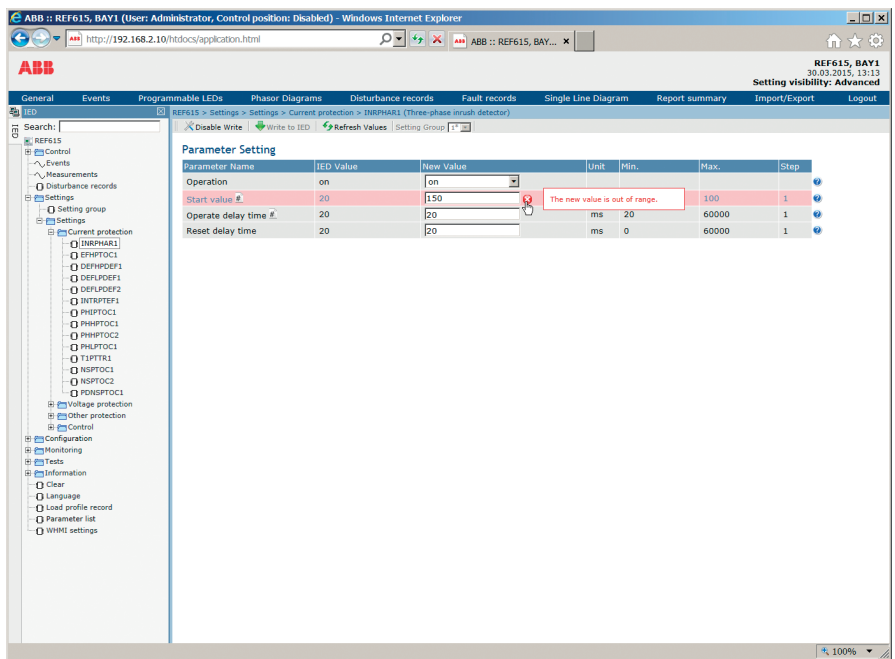 ABB :: REF615, BAY1 (User: Administrator, Control position: Disabled) - Windows Internet Explorer
http://192.168.2.10/htdocs/application.html
ABB :: REF615, BAY...
ABB
REF615, BAY1
30.03.2015, 13:13
Setting visibility: Advanced
General Events Programmable LEDs Phasor Diagrams Disturbance records Fault records Single Line Diagram Report summary Import/Export Logout
IED
REF615 > Settings > Settings > Current protection > INRPHAR1 (Three-phase inrush detector)
IED
Search:
Disable Write Write to IED Refresh Values Setting Group 1*
REF615
Control
Events
Measurements
Disturbance records
Settings
Setting group
Settings
Current protection
INRPHAR1
EFHPTOC1
DEFHPDEF1
DEFLPDEF1
DEFLPDEF2
INTRPTEF1
PHIPTOC1
PHHPTOC1
PHHPTOC2
PHLPTOC1
T1PTTR1
NSPTOC1
NSPTOC2
PDNSPTOC1
Voltage protection
Other protection
Control
Configuration
Monitoring
Tests
Information
Clear
Language
Load profile record
Parameter list
WHMI settings
Parameter Setting
Parameter Name IED Value New Value Unit Min. Max. Step
Operation on on
Start value # 20 150 The new value is out of range. 100 1
Operate delay time # 20 20 ms 20 60000 1
Reset delay time 20 20 ms 0 60000 1
100%